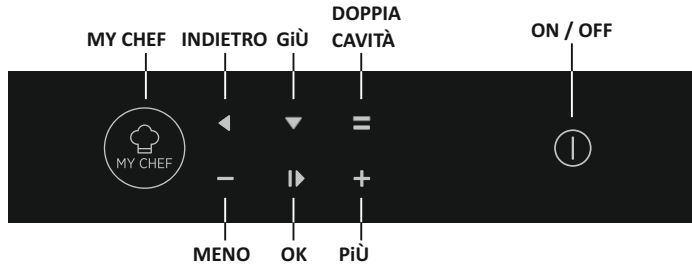 DOPPIA
MY CHEF INDIETRO GiÙ CAVITÀ ON / OFF
MY CHEF
MENO OK PiÙ